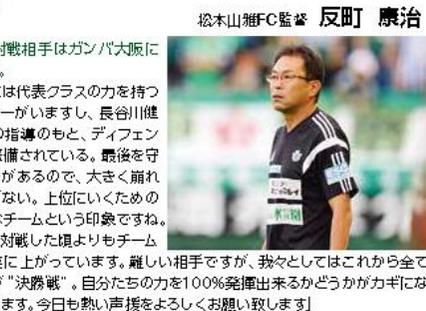 松本山雅FC監督 反町 康治
対戦相手はガンバ大阪に
。
は代表クラスの力を持つ
ーがいますし、長谷川健
の指導のもと、ディフェン
備されている。最後を守
があるので、大きく崩れ
ない。上位にいくための
チームという印象ですね。
対戦した頃よりもチーム
に上がっています。難しい相手ですが、我々としてはこれから全て
"決勝戦"。自分たちの力を100%発揮出来るかどうかがカギにな
ます。今日も熱い声援をよろしくお願い致します」